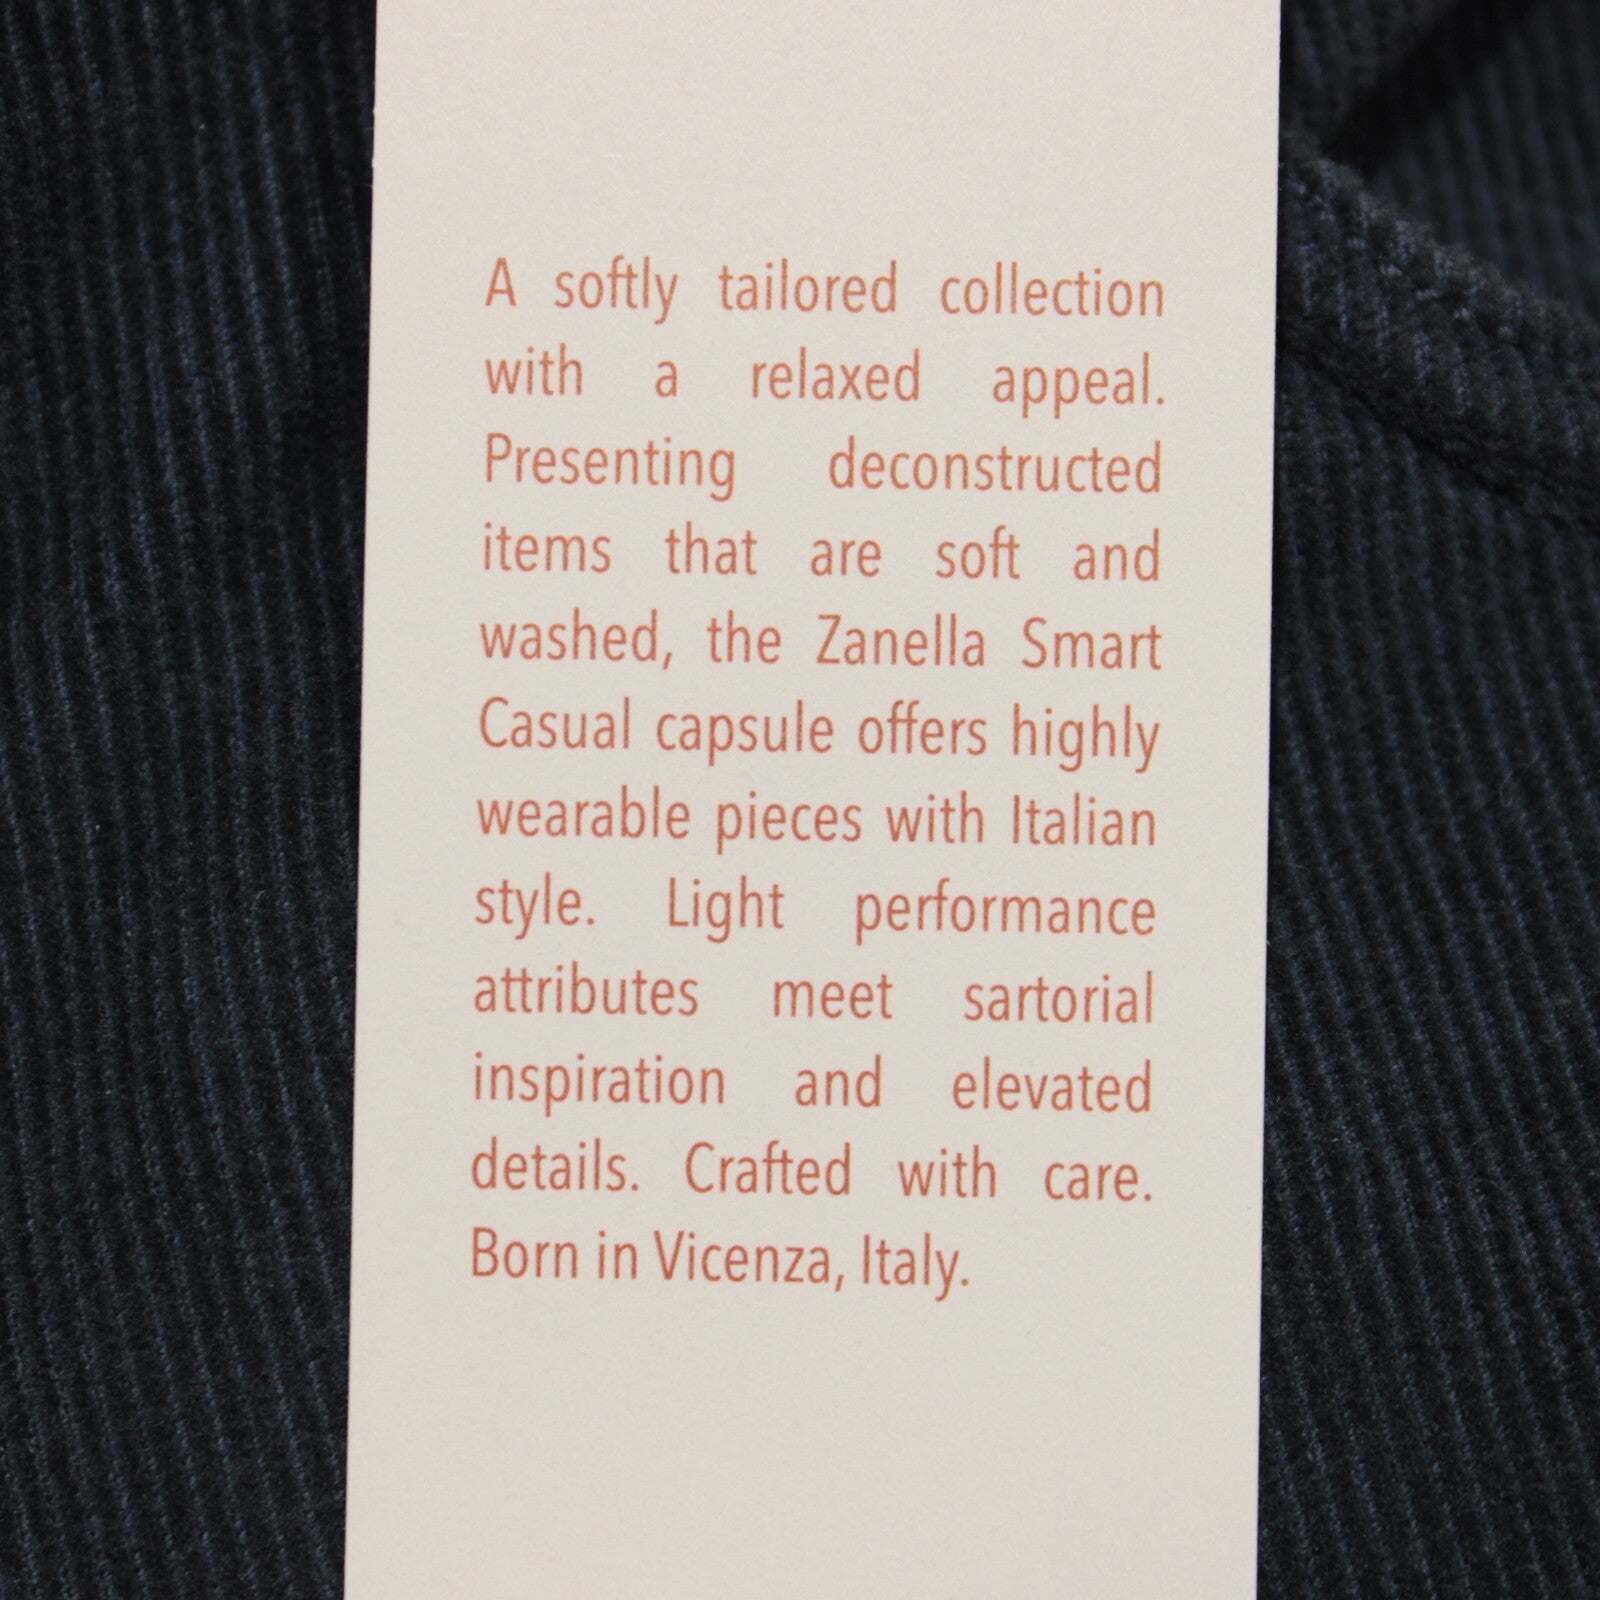 A softly tailored collection
with a relaxed appeal.
Presenting deconstructed
items that are soft and
washed, the Zanella Smart
Casual capsule offers highly
wearable pieces with Italian
style. Light performance
attributes meet sartorial
inspiration and elevated
details. Crafted with care.
Born in Vicenza, Italy.